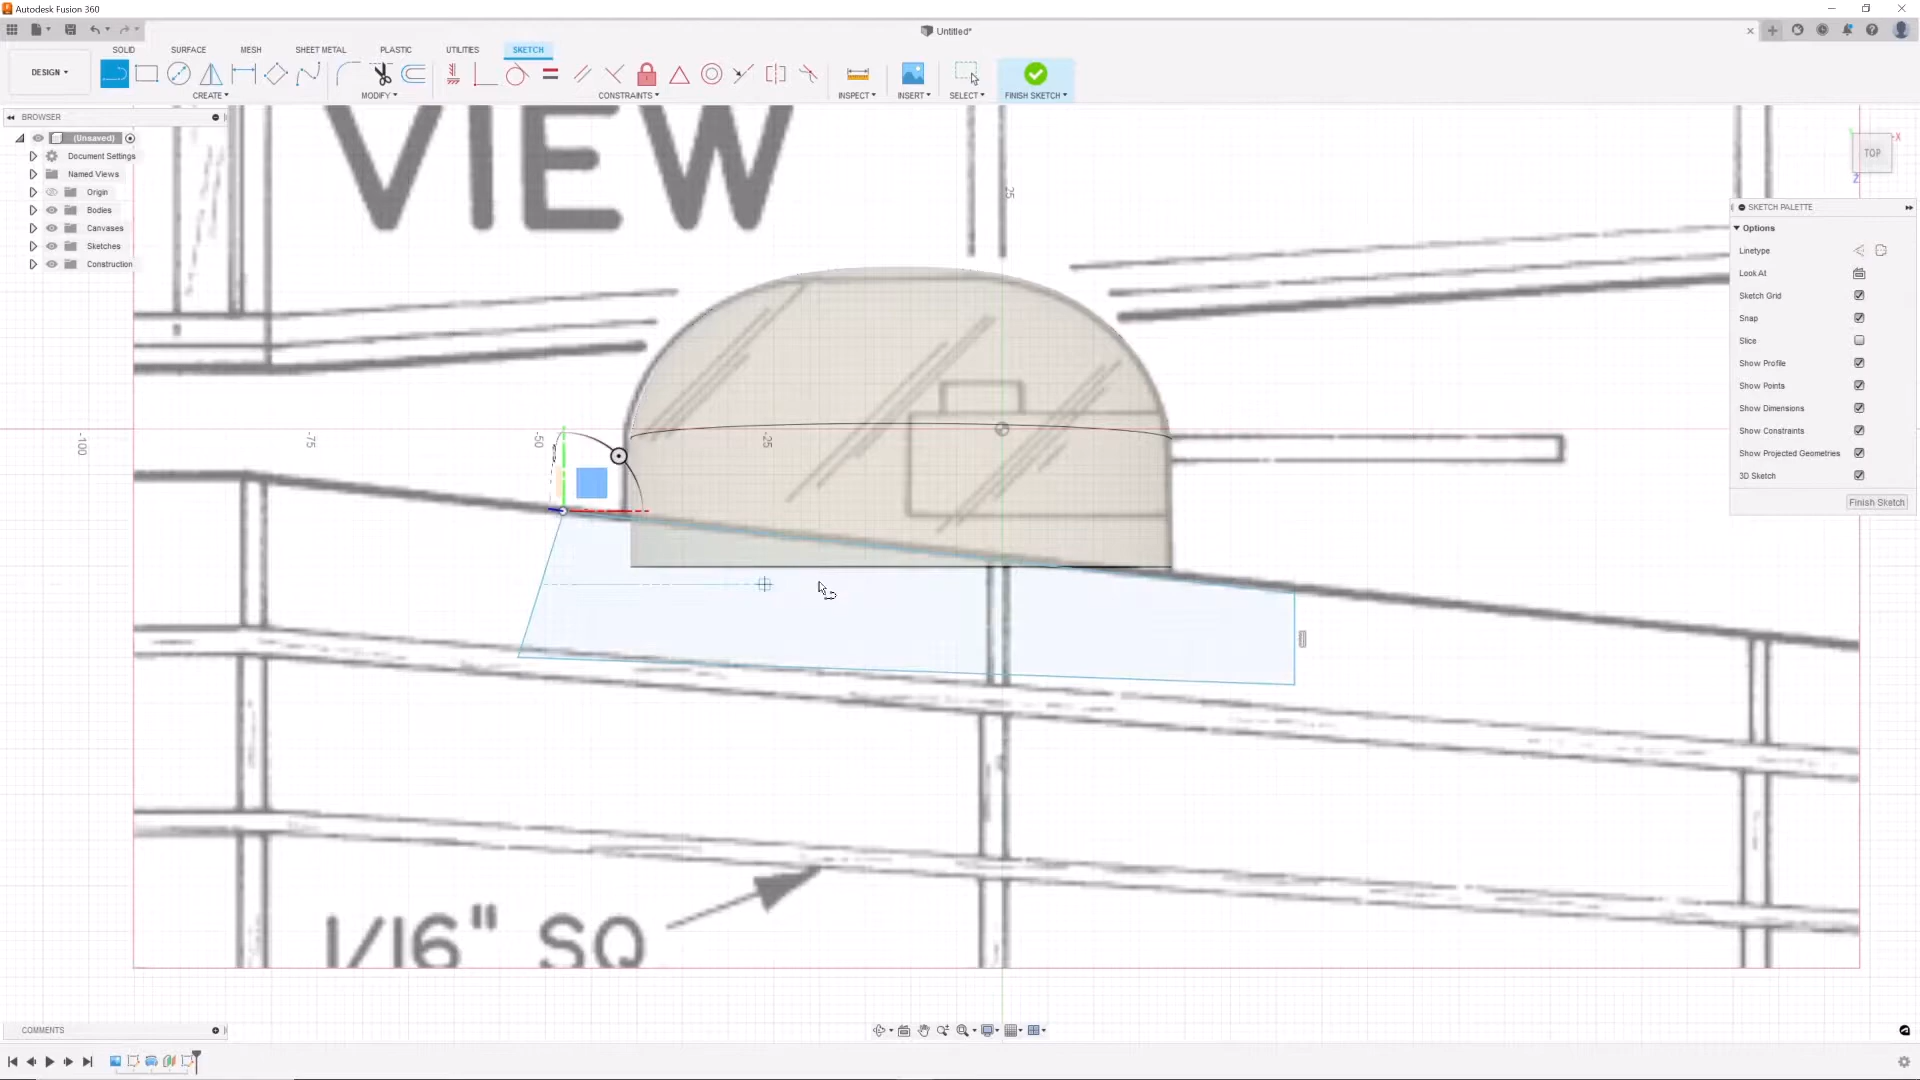 Autodesk Fusion 360
Untitled*
SOLID SURFACE MESH SHEET METAL PLASTIC UTILITIES SKETCH
DESIGN
CREATE MODIFY CONSTRAINTS INSPECT INSERT SELECT FINISH SKETCH
BROWSER
(Unsaved)
Document Settings
Named Views
Origin
Bodies
Canvases
Sketches
Construction
VIEW
25
-100
-75
-50
-25
TOP
X
Z
SKETCH PALETTE
Options
Linetype
Look At
Sketch Grid
Snap
Slice
Show Profile
Show Points
Show Dimensions
Show Constraints
Show Projected Geometries
3D Sketch
Finish Sketch
1/16" SQ
COMMENTS